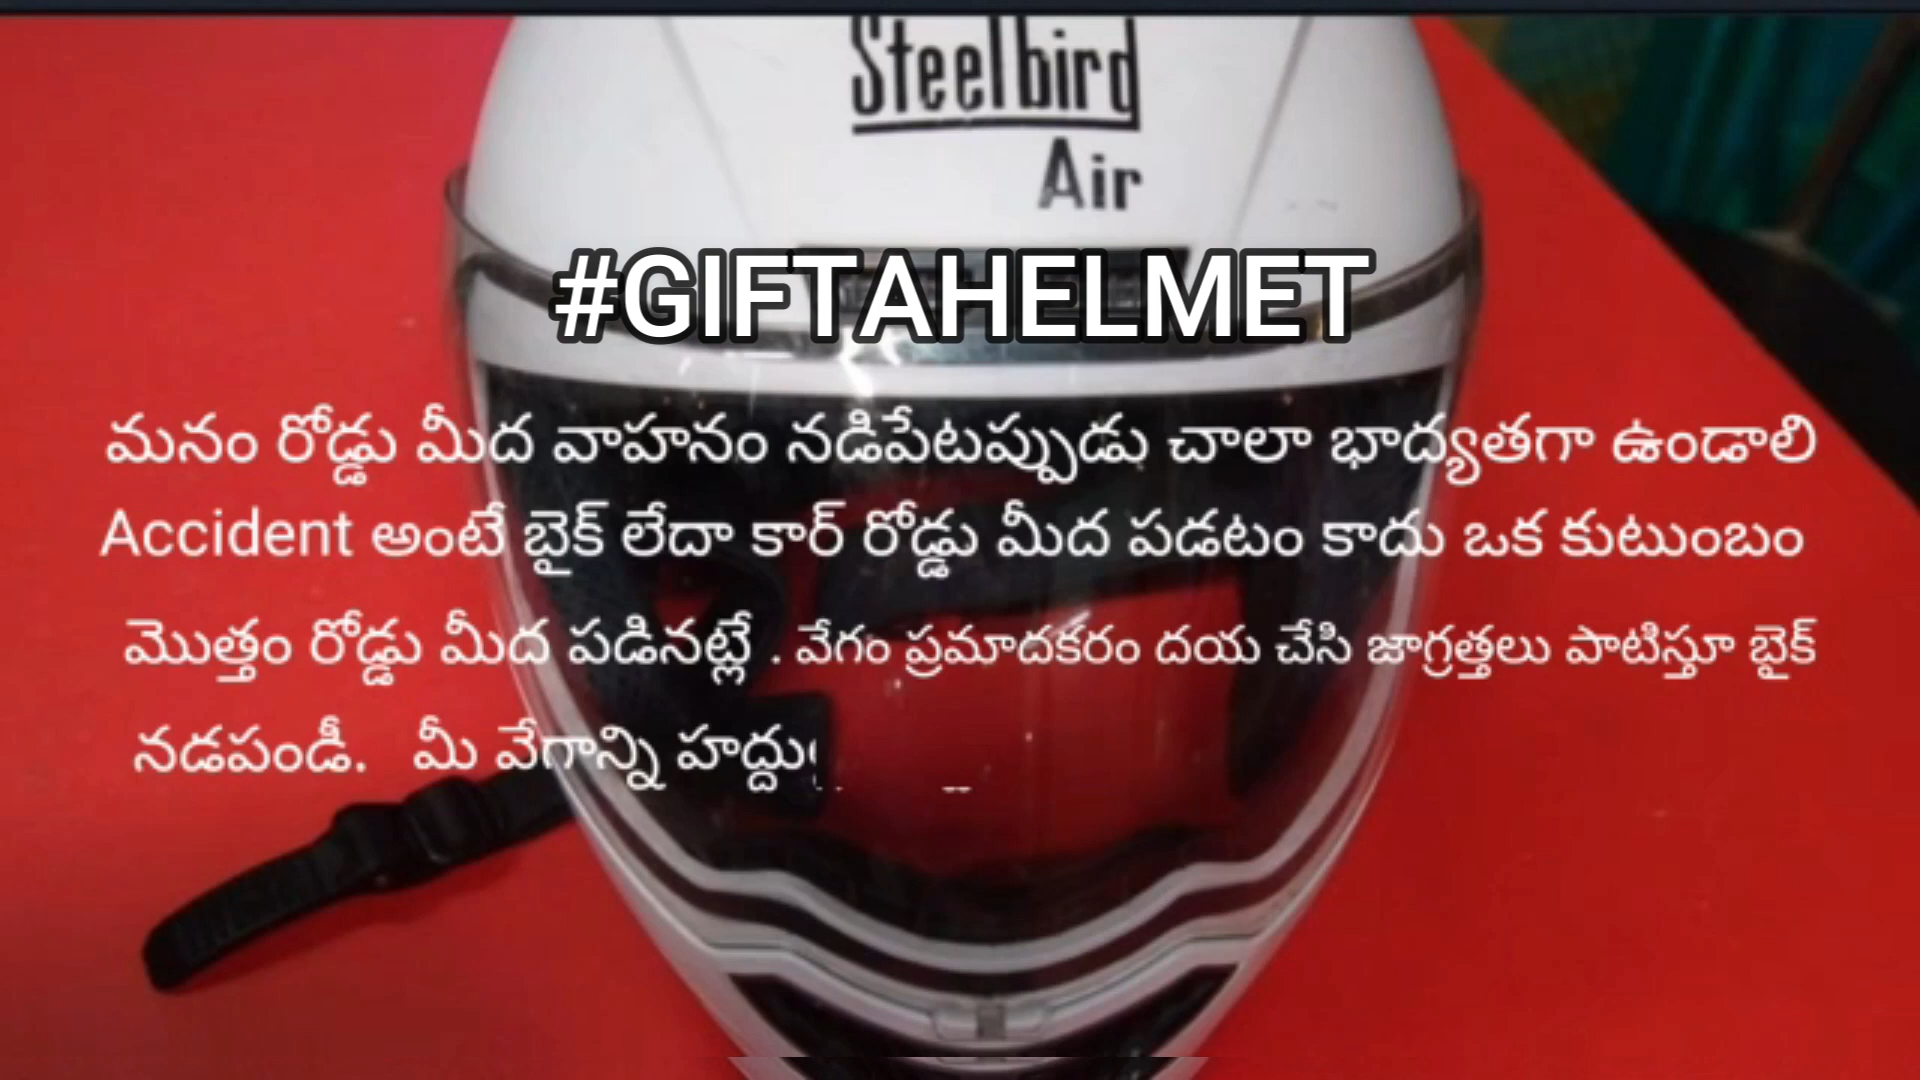 Steelbird
Air
#GIFTAHELMET
మనం రోడ్డు మీద వాహనం నడిపేటప్పుడు చాలా భాద్యతగా ఉండాలి
Accident అంటే బైక్ లేదా కార్ రోడ్డు మీద పడటం కాదు ఒక కుటుంబం
మొత్తం రోడ్డు మీద పడినట్లే . వేగం ప్రమాదకరం దయ చేసి జాగ్రత్తలు పాటిస్తూ బైక్
నడపండీ. మీ వేగాన్ని